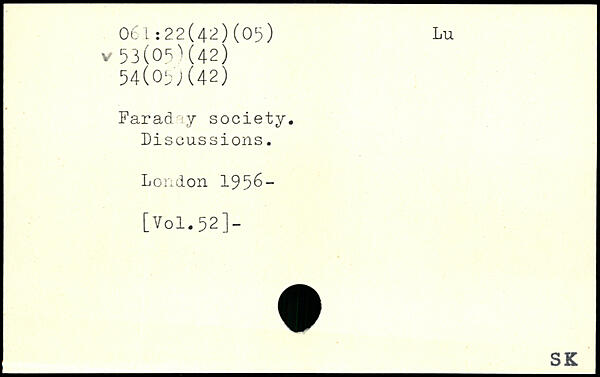 061:22(42)(05) Lu
v 53(05)(42)
54(05)(42)
Faraday society.
Discussions.
London 1956-
[Vol.52]-
SK